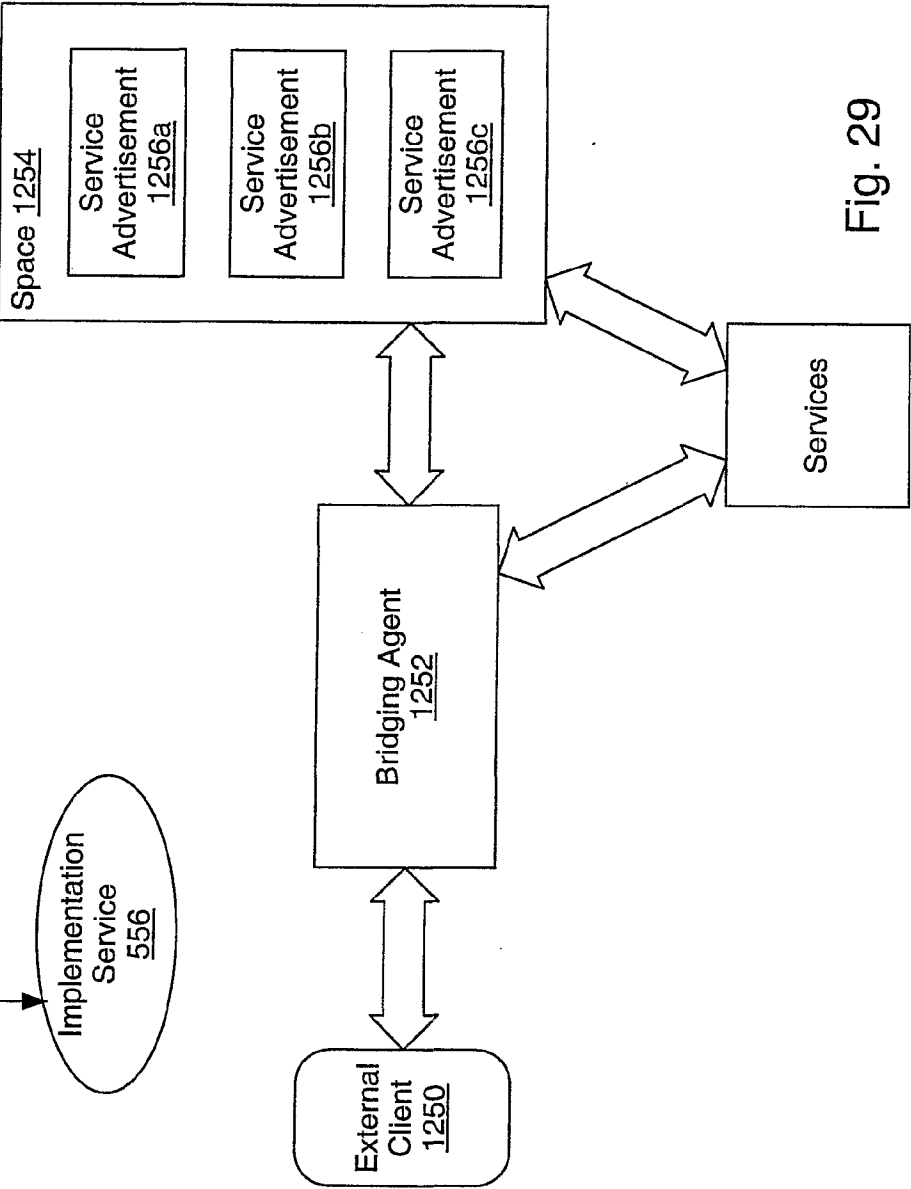 Implementation
Service
556
Space 1254
Service
Advertisement
1256a
Service
Advertisement
1256b
Service
Advertisement
1256c
Bridging Agent
1252
External
Client
1250
Services
Fig. 29